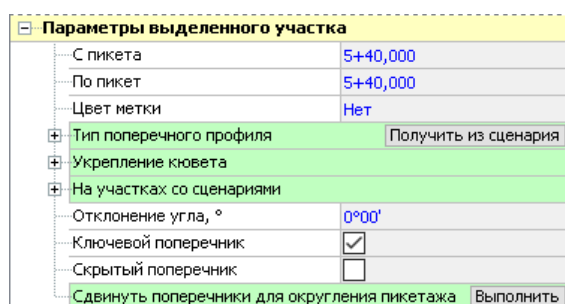 Параметры выделенного участка
С пикета 5+40,000
По пикет 5+40,000
Цвет метки Нет
Тип поперечного профиля Получить из сценария
Укрепление кювета
На участках со сценариями
Отклонение угла, ° 0°00'
Ключевой поперечник
Скрытый поперечник
Сдвинуть поперечники для округления пикетажа Выполнить